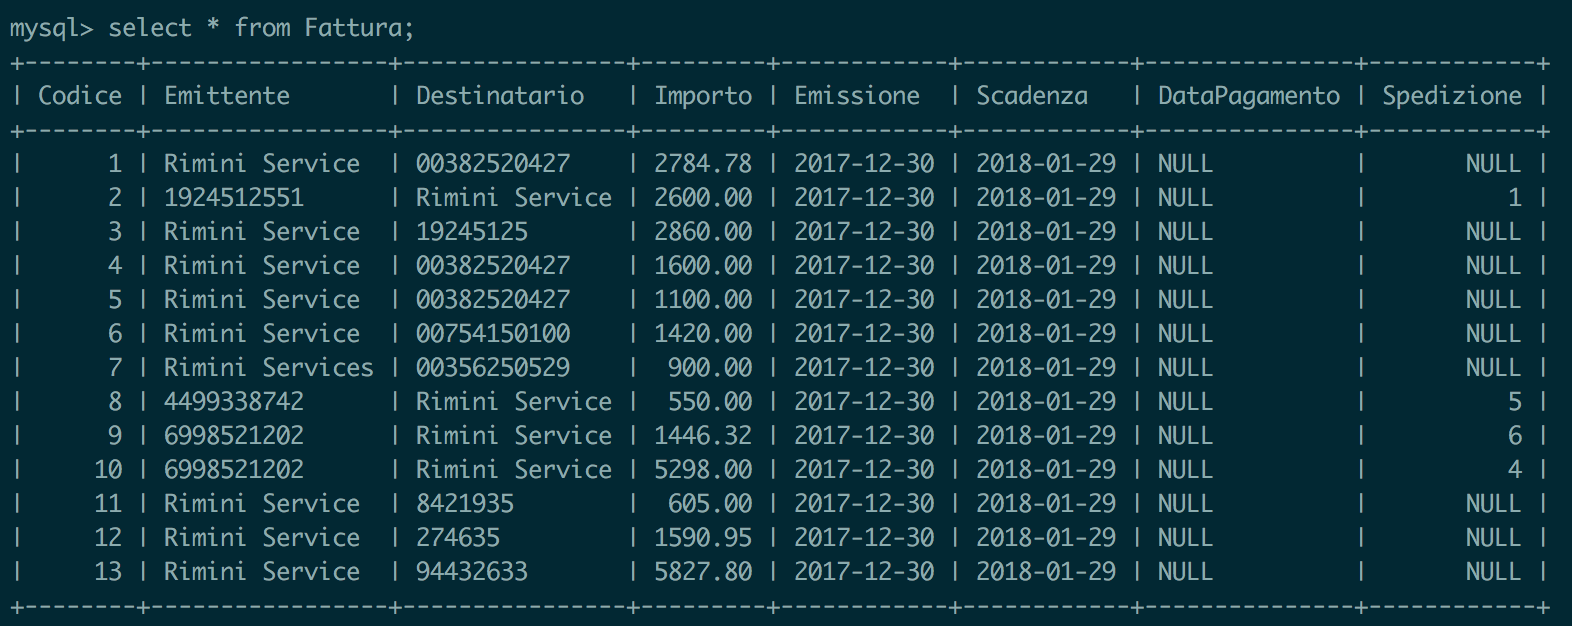 mysql> select * from Fattura;
+--------+-----------------+----------------+---------+------------+------------+---------------+------------+
| Codice | Emittente       | Destinatario   | Importo | Emissione  | Scadenza   | DataPagamento | Spedizione |
+--------+-----------------+----------------+---------+------------+------------+---------------+------------+
|      1 | Rimini Service  | 00382520427    | 2784.78 | 2017-12-30 | 2018-01-29 | NULL          |       NULL |
|      2 | 1924512551      | Rimini Service | 2600.00 | 2017-12-30 | 2018-01-29 | NULL          |          1 |
|      3 | Rimini Service  | 19245125       | 2860.00 | 2017-12-30 | 2018-01-29 | NULL          |       NULL |
|      4 | Rimini Service  | 00382520427    | 1600.00 | 2017-12-30 | 2018-01-29 | NULL          |       NULL |
|      5 | Rimini Service  | 00382520427    | 1100.00 | 2017-12-30 | 2018-01-29 | NULL          |       NULL |
|      6 | Rimini Service  | 00754150100    | 1420.00 | 2017-12-30 | 2018-01-29 | NULL          |       NULL |
|      7 | Rimini Services | 00356250529    |  900.00 | 2017-12-30 | 2018-01-29 | NULL          |       NULL |
|      8 | 4499338742      | Rimini Service |  550.00 | 2017-12-30 | 2018-01-29 | NULL          |          5 |
|      9 | 6998521202      | Rimini Service | 1446.32 | 2017-12-30 | 2018-01-29 | NULL          |          6 |
|     10 | 6998521202      | Rimini Service | 5298.00 | 2017-12-30 | 2018-01-29 | NULL          |          4 |
|     11 | Rimini Service  | 8421935        |  605.00 | 2017-12-30 | 2018-01-29 | NULL          |       NULL |
|     12 | Rimini Service  | 274635         | 1590.95 | 2017-12-30 | 2018-01-29 | NULL          |       NULL |
|     13 | Rimini Service  | 94432633       | 5827.80 | 2017-12-30 | 2018-01-29 | NULL          |       NULL |
+--------+-----------------+----------------+---------+------------+------------+---------------+------------+